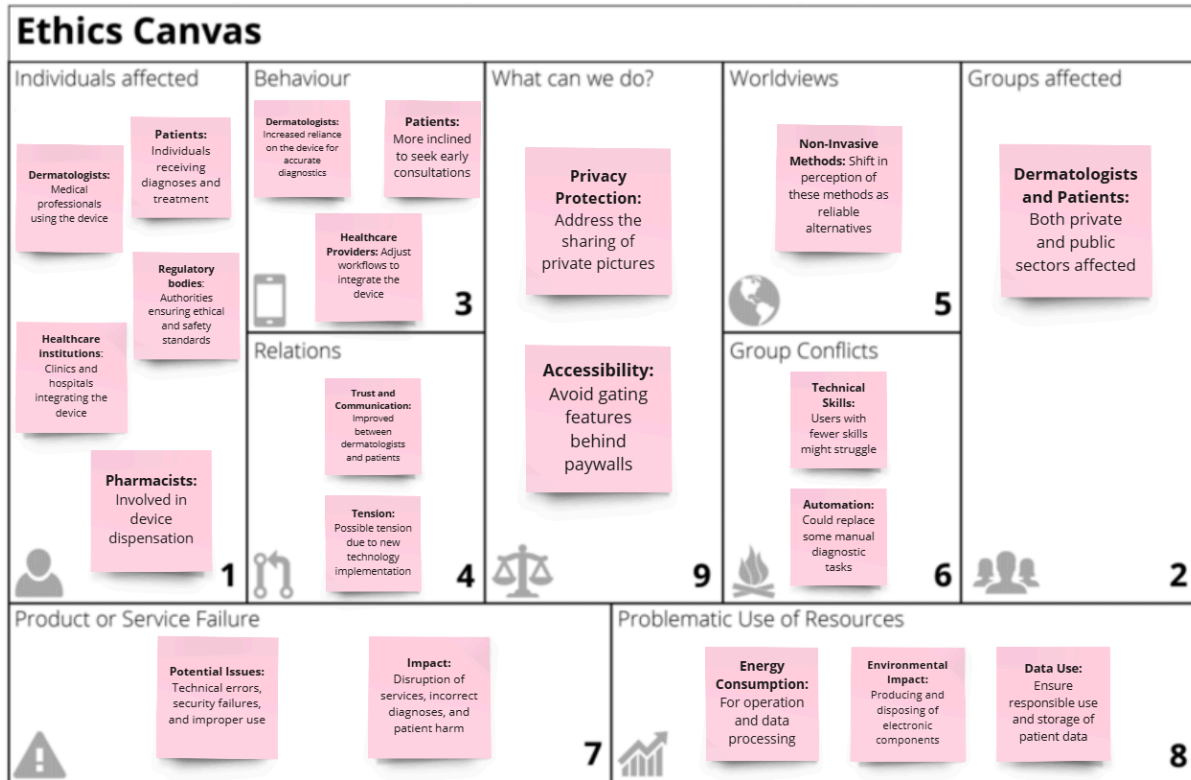 Ethics Canvas
Individuals affected
Dermatologists:
Medical
professionals
using the device
Patients:
Individuals
receiving
diagnoses and
treatment
Regulatory
bodies:
Authorities
ensuring ethical
and safety
standards
Healthcare
institutions:
Clinics and
hospitals
integrating the
device
Pharmacists:
Involved in
device
dispensation
1
Behaviour
Dermatologists:
Increased reliance
on the device for
accurate
diagnostics
Patients:
More inclined
to seek early
consultations
Healthcare
Providers: Adjust
workflows to
integrate the
device
3
Relations
Trust and
Communication:
Improved
between
dermatologists
and patients
Tension:
Possible tension
due to new
technology
implementation
4
What can we do?
Privacy
Protection:
Address the
sharing of
private pictures
Accessibility:
Avoid gating
features
behind
paywalls
9
Worldviews
Non-Invasive
Methods: Shift in
perception of
these methods as
reliable
alternatives
5
Group Conflicts
Technical
Skills:
Users with
fewer skills
might struggle
Automation:
Could replace
some manual
diagnostic
tasks
6
Groups affected
Dermatologists
and Patients:
Both private
and public
sectors affected
2
Product or Service Failure
Potential Issues:
Technical errors,
security failures,
and improper use
Impact:
Disruption of
services, incorrect
diagnoses, and
patient harm
7
Problematic Use of Resources
Energy
Consumption:
For operation
and data
processing
Environmental
Impact:
Producing and
disposing of
electronic
components
Data Use:
Ensure
responsible use
and storage of
patient data
8